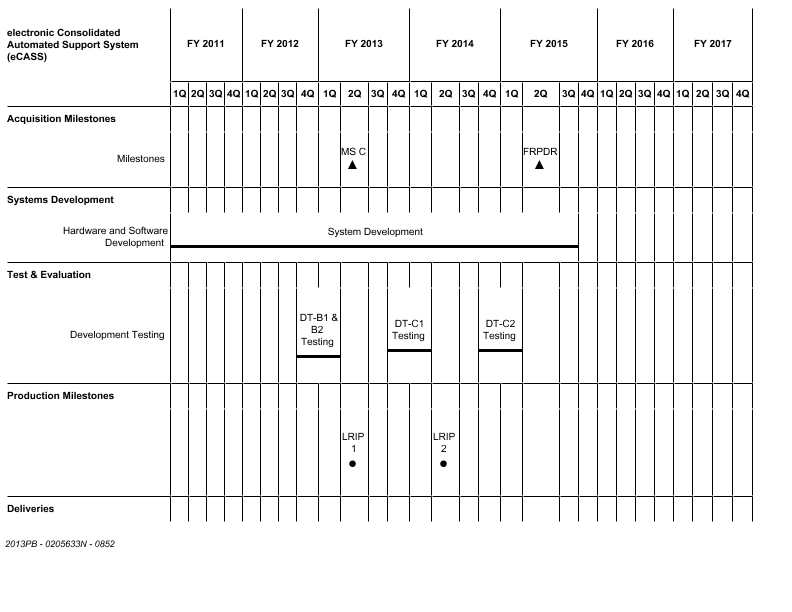 electronic Consolidated
Automated Support System
(eCASS)
FY 2011 FY 2012 FY 2013 FY 2014 FY 2015 FY 2016 FY 2017
1Q 2Q 3Q 4Q 1Q 2Q 3Q 4Q 1Q 2Q 3Q 4Q 1Q 2Q 3Q 4Q 1Q 2Q 3Q 4Q 1Q 2Q 3Q 4Q 1Q 2Q 3Q 4Q
Acquisition Milestones
MS C FRPDR
Milestones
Systems Development
Hardware and Software
Development
System Development
Test & Evaluation
Development Testing
DT-B1 &
B2
Testing
DT-C1
Testing
DT-C2
Testing
Production Milestones
LRIP
1
LRIP
2
Deliveries
2013PB - 0205633N - 0852